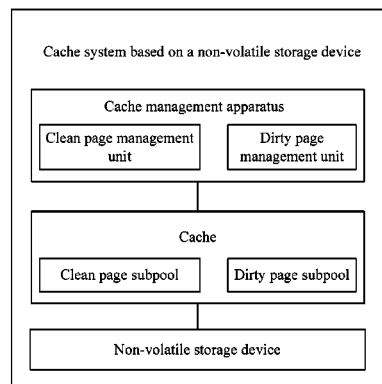 Cache system based on a non-volatile storage device
Cache management apparatus
Clean page management
unit
Dirty page
management unit
Cache
Clean page subpool
Dirty page subpool
Non-volatile storage device